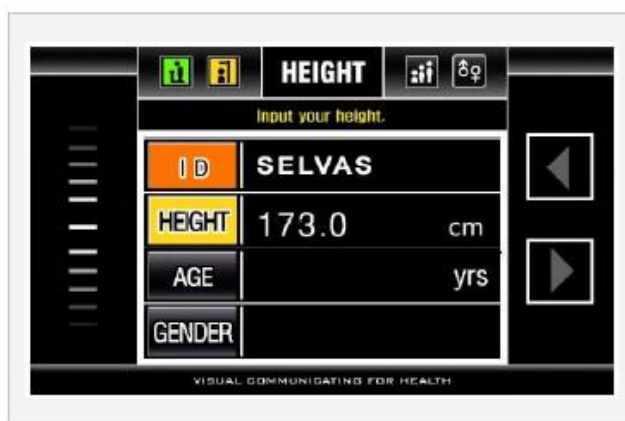 HEIGHT
Input your height.
ID SELVAS
HEIGHT 173.0 cm
AGE yrs
GENDER
VISUAL COMMUNICATING FOR HEALTH